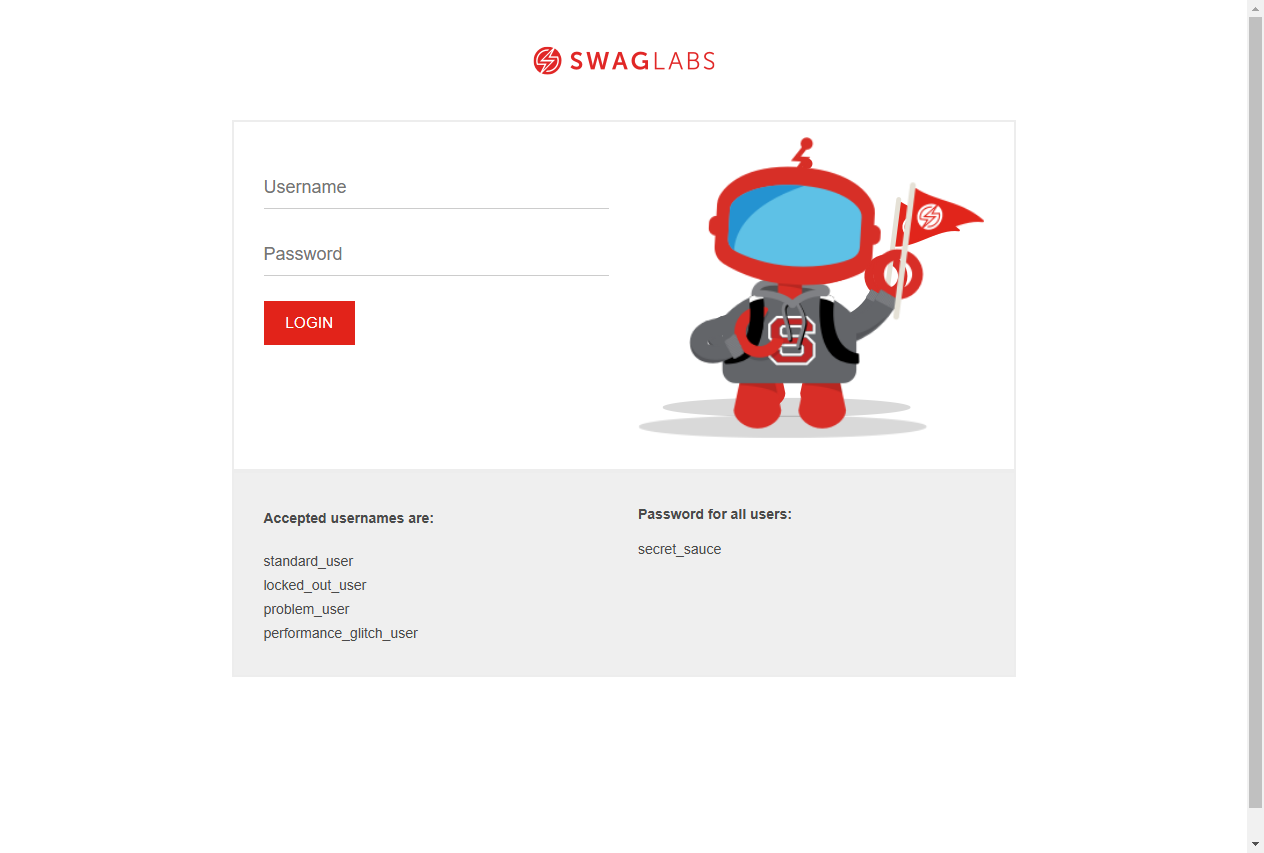 SWAGLABS
Username
Password
LOGIN
S
Accepted usernames are:
standard_user
locked_out_user
problem_user
performance_glitch_user
Password for all users:
secret_sauce